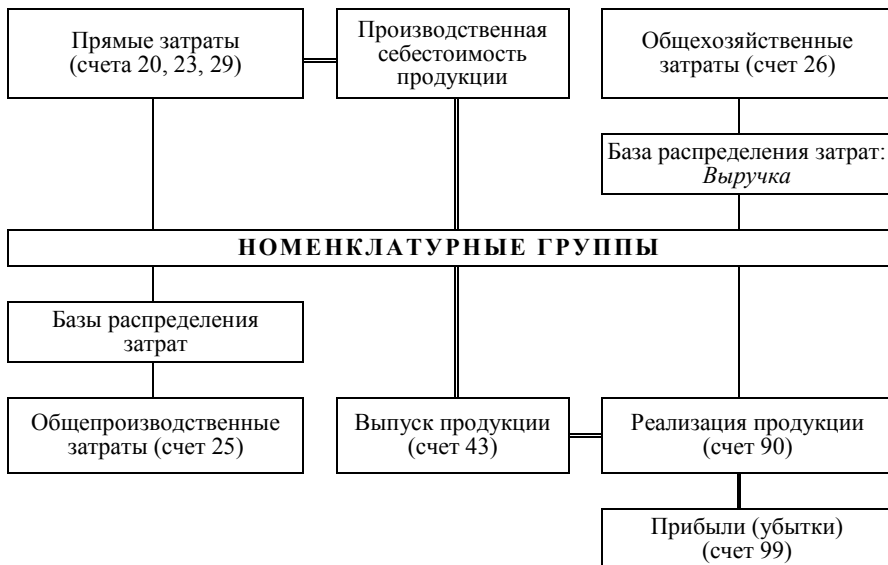 Прямые затраты
(счета 20, 23, 29)
Производственная
себестоимость
продукции
Общехозяйственные
затраты (счет 26)
База распределения затрат:
Выручка
НОМЕНКЛАТУРНЫЕ ГРУППЫ
Базы распределения
затрат
Общепроизводственные
затраты (счет 25)
Выпуск продукции
(счет 43)
Реализация продукции
(счет 90)
Прибыли (убытки)
(счет 99)